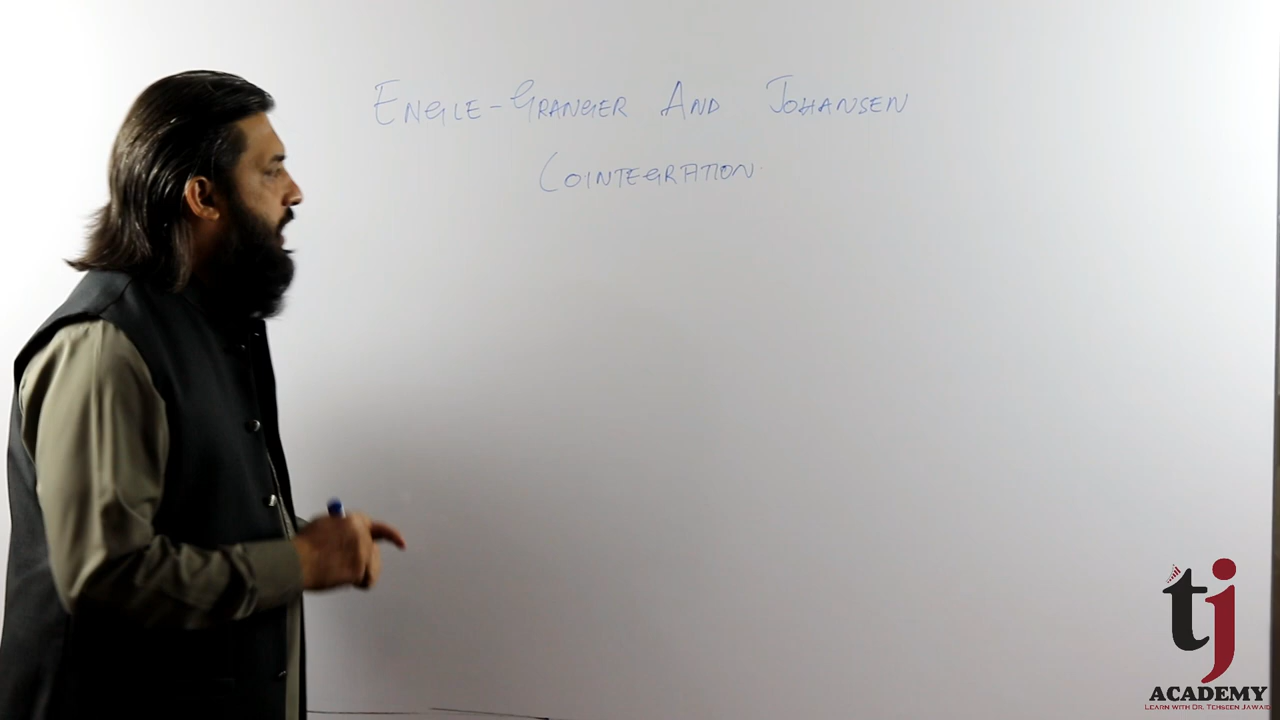 ENGLE-GRANGER AND JOHANSEN
COINTEGRATION.
tj
ACADEMY
LEARN WITH DR. TEHSEEN JAWAID